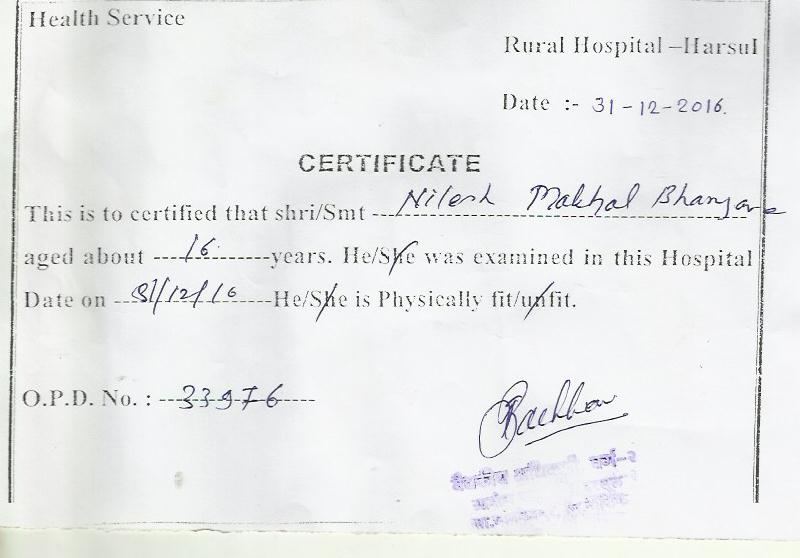 Health Service
Rural Hospital –Harsul
Date :- 31-12-2016.
CERTIFICATE
This is to certified that shri/Smt Nilesh Makhal Bhangare
aged about ----16-------years. He/She was examined in this Hospital
Date on --31/12/16----He/She is Physically fit/unfit.
O.P.D. No. : ---33976----